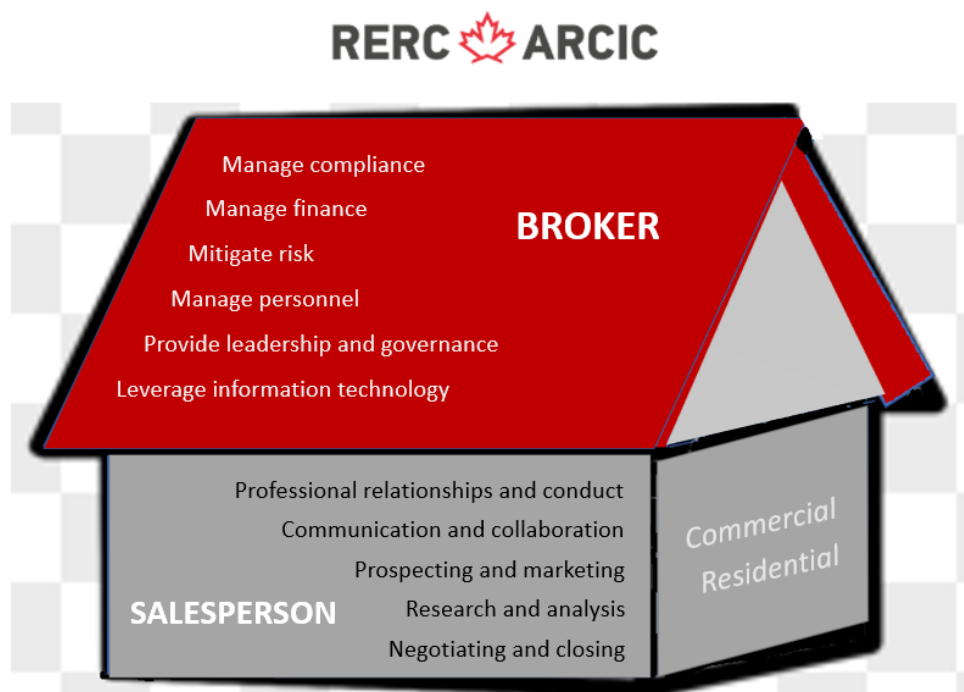 RERC ARCIC
Manage compliance
Manage finance
BROKER
Mitigate risk
Manage personnel
Provide leadership and governance
Leverage information technology
Professional relationships and conduct
Communication and collaboration
Prospecting and marketing
SALESPERSON
Research and analysis
Negotiating and closing
Commercial
Residential